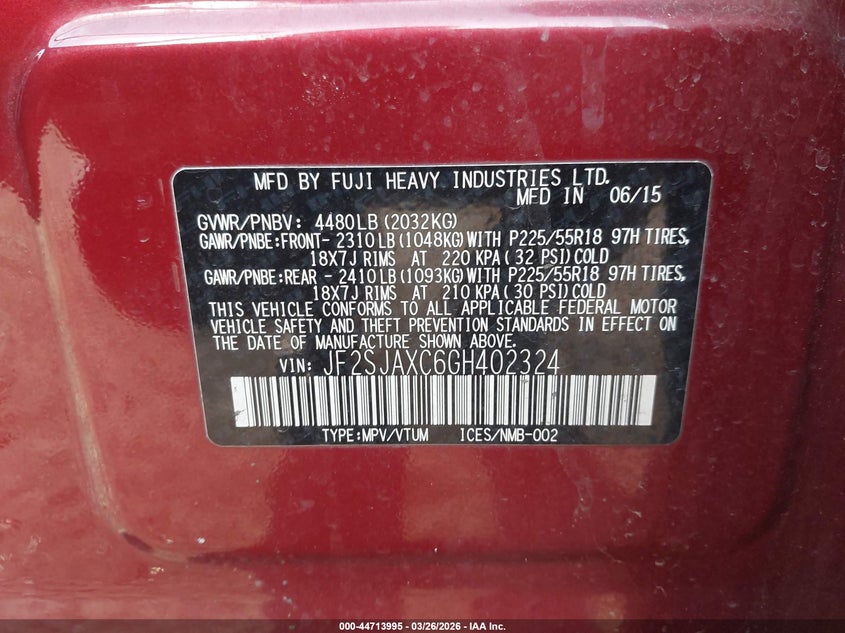 MFD BY FUJI HEAVY INDUSTRIES LTD.
MFD IN 06/15
GVWR/PNBV: 4480LB(2032KG)
GAWR/PNBE:FRONT- 2310LB(1048KG)WITH P225/55R18 97H TIRES,
18X7J RIMS AT 220 KPA( 32 PSI)COLD
GAWR/PNBE:REAR - 2410LB(1093KG)WITH P225/55R18 97H TIRES,
18X7J RIMS AT 210 KPA( 30 PSI)COLD
THIS VEHICLE CONFORMS TO ALL APPLICABLE FEDERAL MOTOR
VEHICLE SAFETY AND THEFT PREVENTION STANDARDS IN EFFECT ON
THE DATE OF MANUFACTURE SHOWN ABOVE.
VIN: JF2SJAXC6GH402324
TYPE:MPV/VTUM ICES/NMB-002
000-44713995 | 03/26/2026 - IAA Inc.